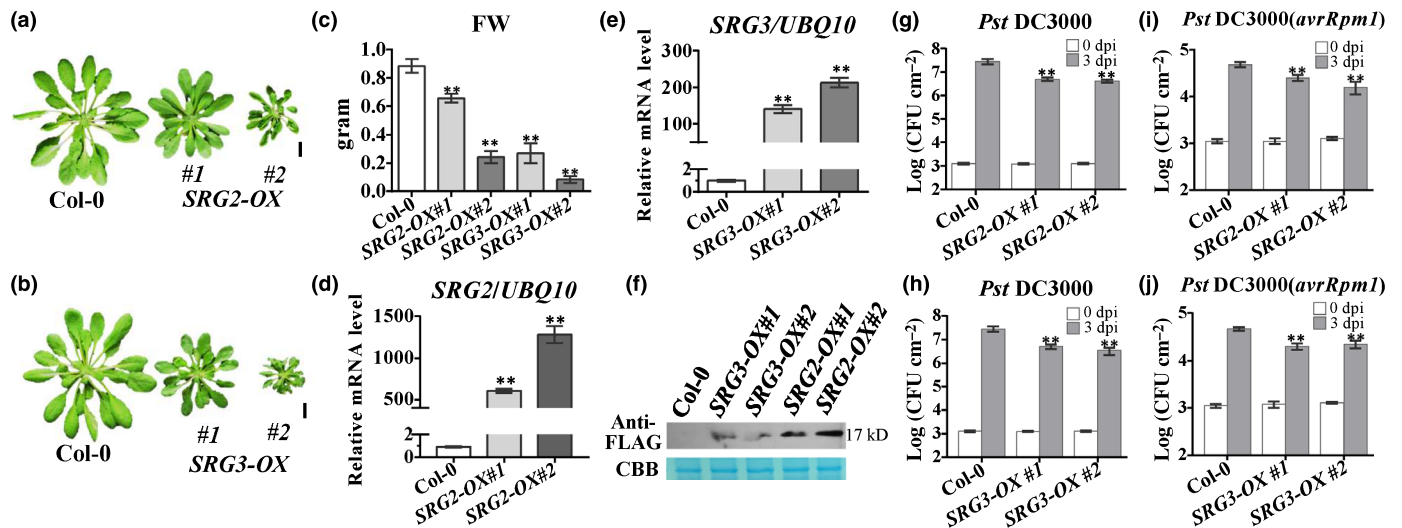 (a)
Col-0
#1
#2
SRG2-OX
(b)
Col-0
#1
#2
SRG3-OX
(c)
FW
gram
1.0
0.8
0.6
0.4
0.2
0.0
**
**
**
**
Col-0
SRG2-OX#1
SRG2-OX#2
SRG3-OX#1
SRG3-OX#2
(d)
SRG2/UBQ10
Relative mRNA level
1500
1000
500
2
0
**
**
Col-0
SRG2-OX#1
SRG2-OX#2
(e)
SRG3/UBQ10
Relative mRNA level
300
200
100
2
0
**
**
Col-0
SRG3-OX#1
SRG3-OX#2
(f)
Col-0
SRG3-OX#1
SRG3-OX#2
SRG2-OX#1
SRG2-OX#2
Anti-
FLAG
17 kD
CBB
(g)
Pst DC3000
0 dpi
3 dpi
Log (CFU cm⁻²)
8
7
6
5
4
3
2
**
**
Col-0
SRG2-OX #1
SRG2-OX #2
(h)
Pst DC3000
0 dpi
3 dpi
Log (CFU cm⁻²)
8
7
6
5
4
3
2
**
**
Col-0
SRG3-OX #1
SRG3-OX #2
(i)
Pst DC3000(avrRpm1)
0 dpi
3 dpi
Log (CFU cm⁻²)
5
4
3
2
**
**
Col-0
SRG2-OX #1
SRG2-OX #2
(j)
Pst DC3000(avrRpm1)
0 dpi
3 dpi
Log (CFU cm⁻²)
5
4
3
2
**
**
Col-0
SRG3-OX #1
SRG3-OX #2